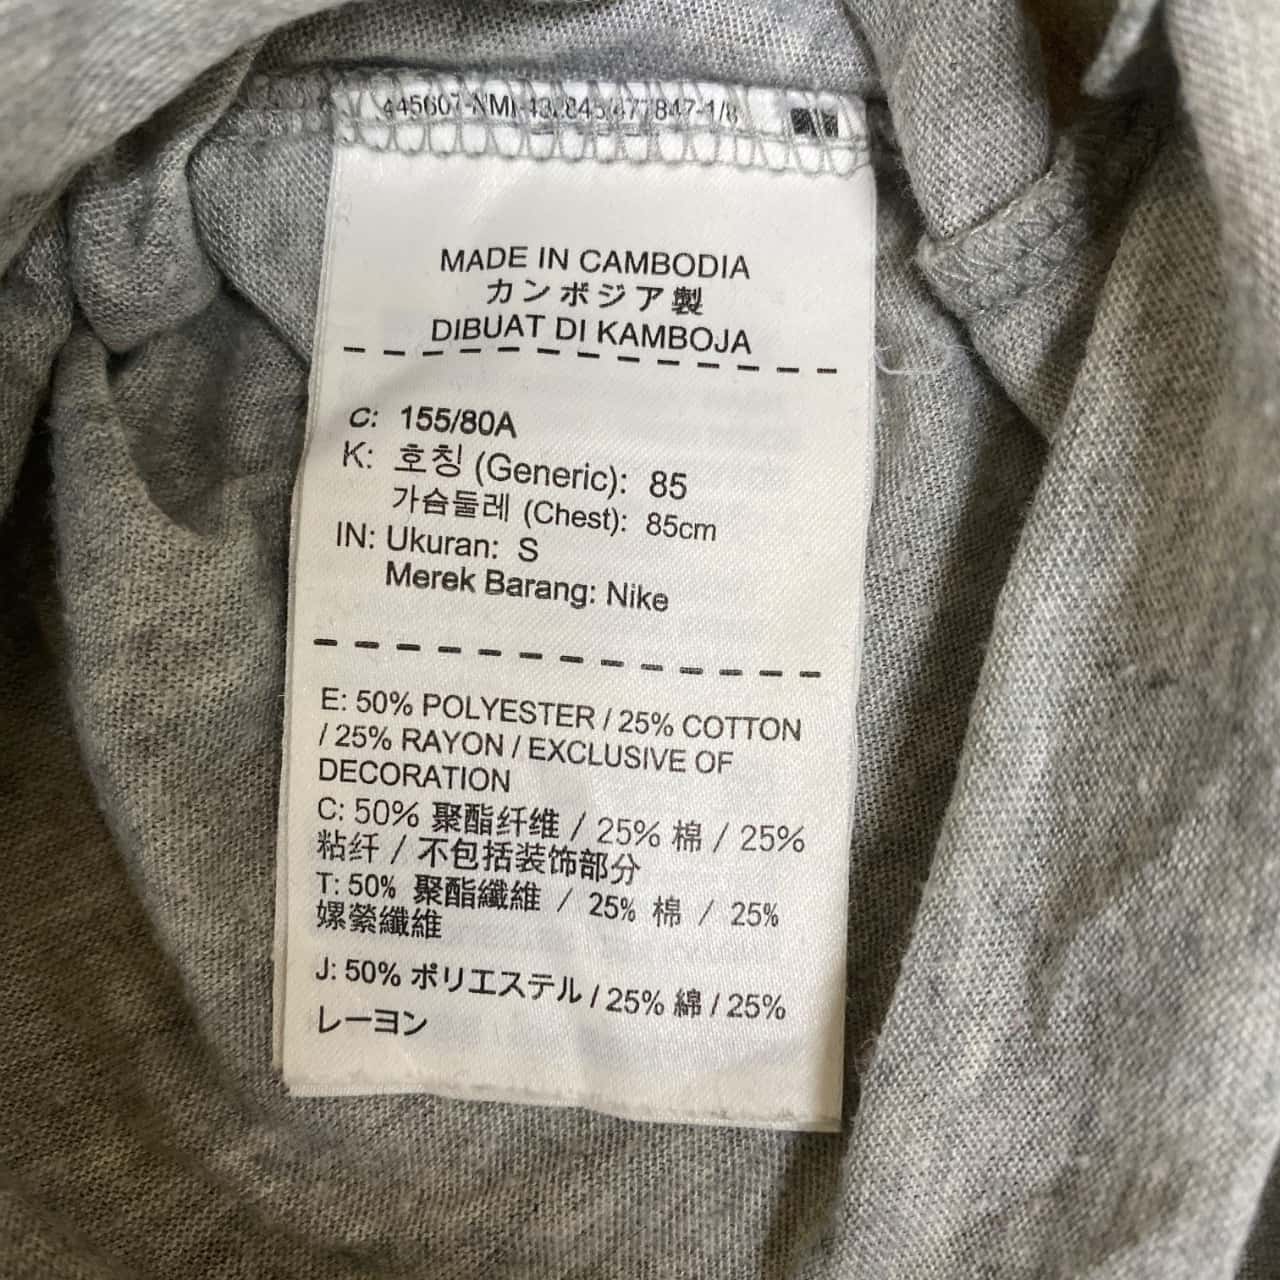 MADE IN CAMBODIA
カンボジア製
DIBUAT DI KAMBOJA
C: 155/80A
K: 호칭 (Generic): 85
가슴둘레 (Chest): 85cm
IN: Ukuran: S
Merek Barang: Nike
E: 50% POLYESTER / 25% COTTON
/ 25% RAYON / EXCLUSIVE OF
DECORATION
C: 50% 聚酯纤维 / 25% 棉 / 25%
粘纤 / 不包括装饰部分
T: 50% 聚酯纖維 / 25% 棉 / 25%
嫘縈纖維
J: 50% ポリエステル / 25% 綿 / 25%
レーヨン